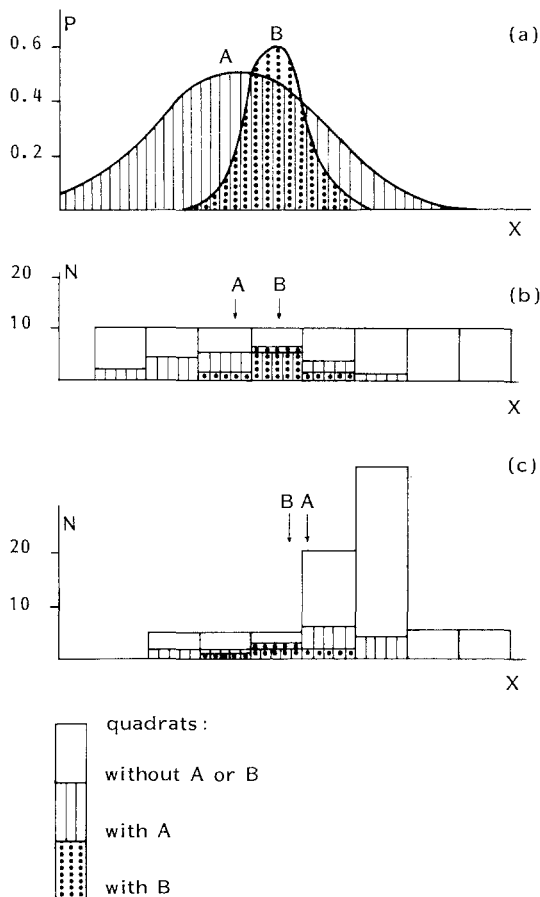 P
(a)
B
A
0.6
0.4
0.2
X
N
20
A B
(b)
10
X
(c)
B A
N
20
10
X
quadrats:
without A or B
with A
with B